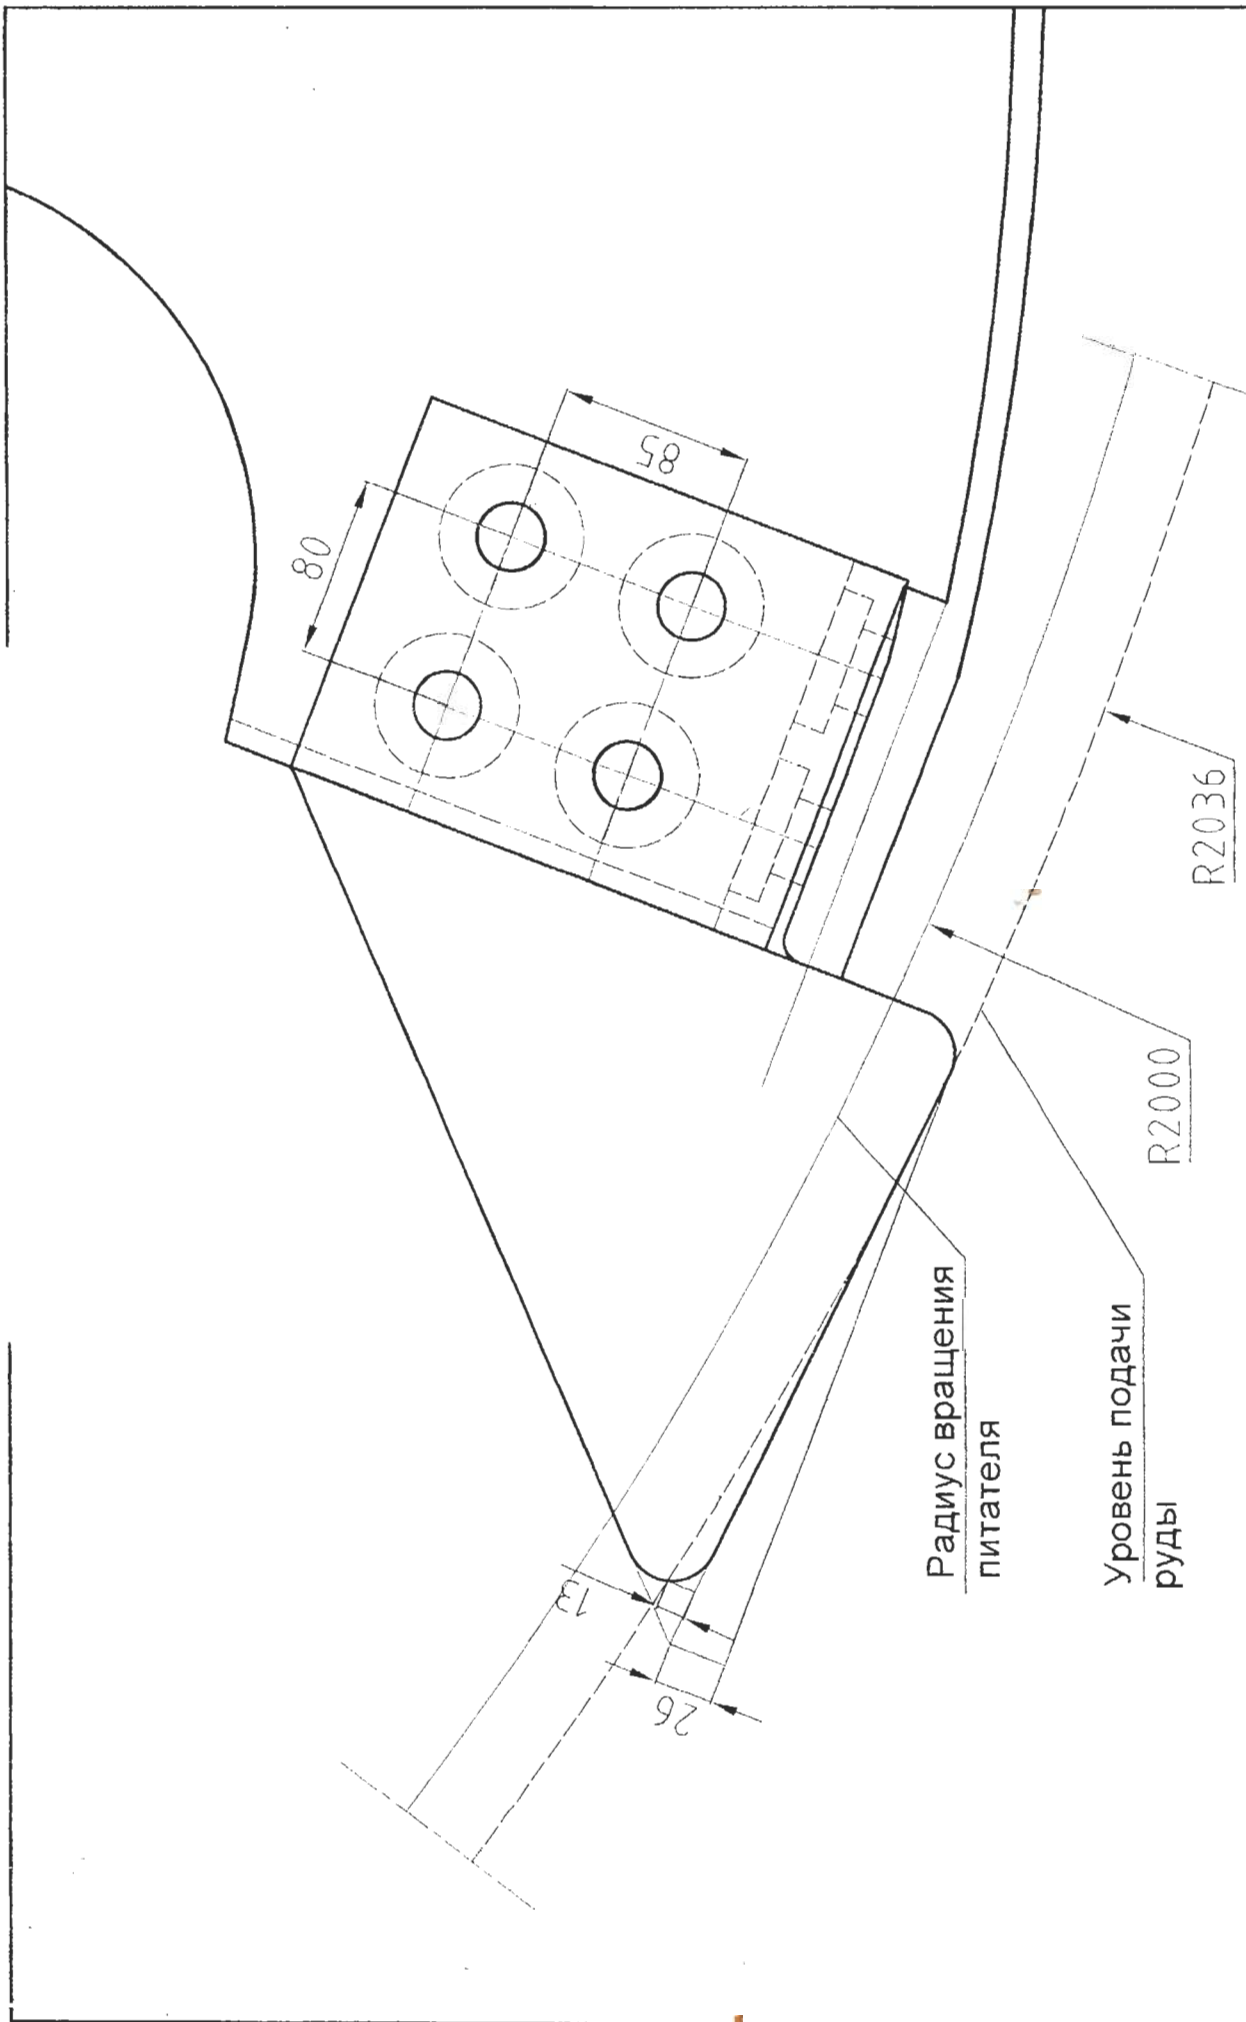 80
85
13
26
Радиус вращения
питателя
Уровень подачи
руды
R2000
R2036